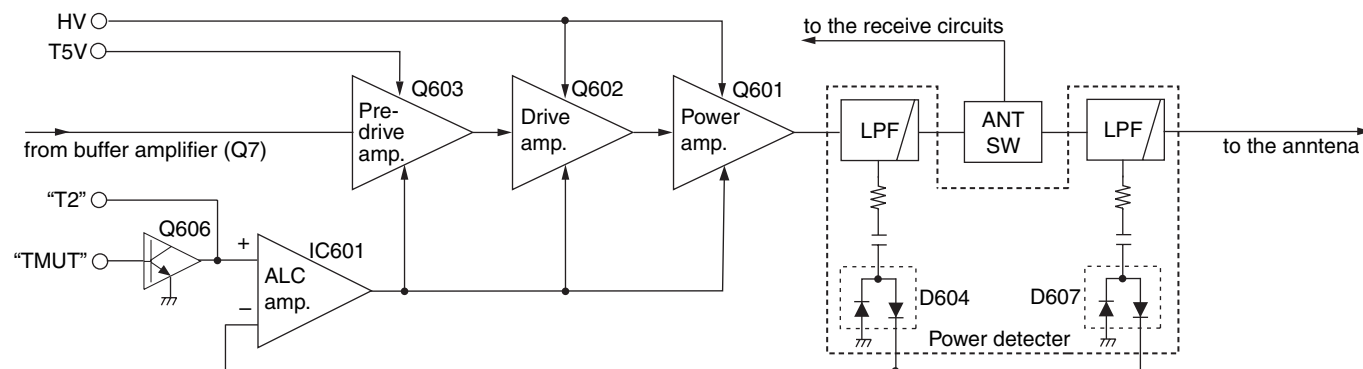 HV
to the receive circuits
T5V
Q603
Q602
Q601
Pre-
drive
amp.
Drive
amp.
Power
amp.
LPF
ANT
SW
LPF
from buffer amplifier (Q7)
to the anntena
“T2”
Q606
“TMUT”
+
IC601
ALC
amp.
–
D604
D607
Power detecter